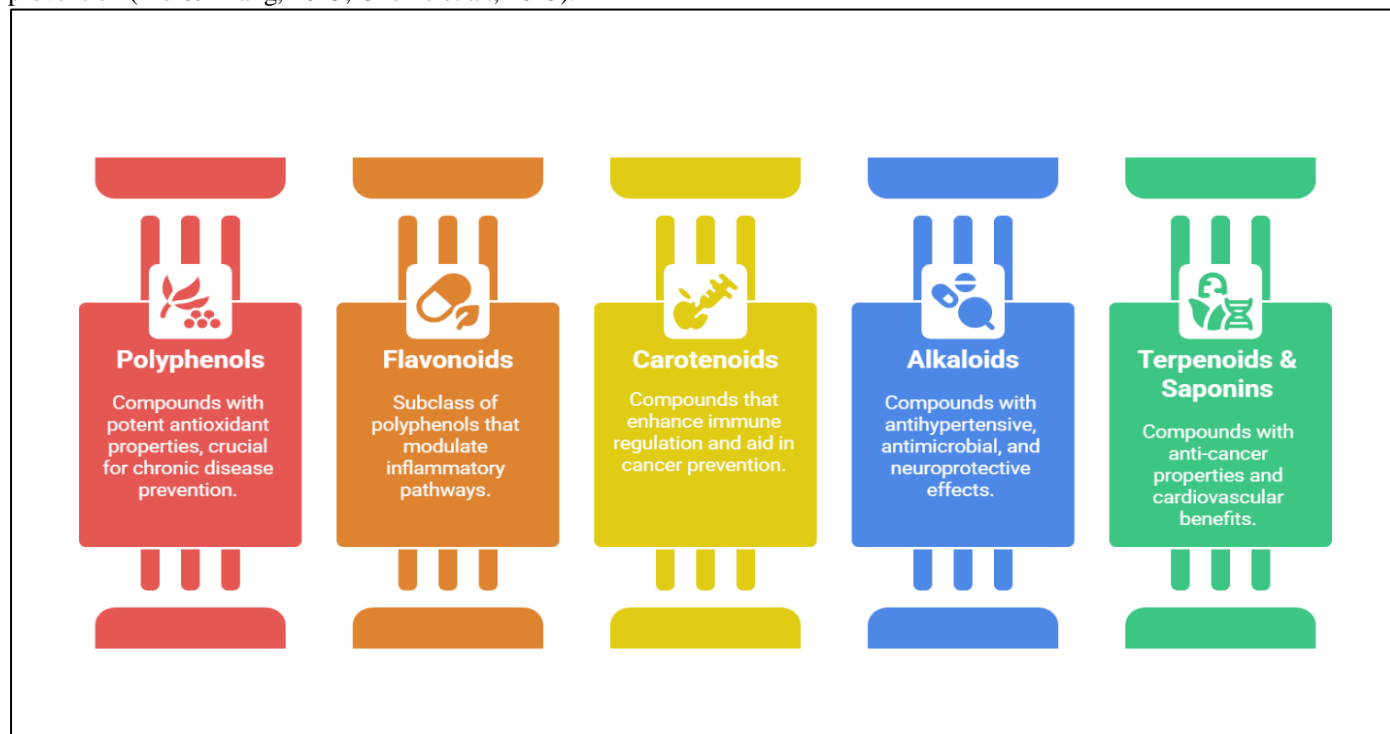 Polyphenols
Compounds with
potent antioxidant
properties, crucial
for chronic disease
prevention.
Flavonoids
Subclass of
polyphenols that
modulate
inflammatory
pathways.
Carotenoids
Compounds that
enhance immune
regulation and aid in
cancer prevention.
Alkaloids
Compounds with
antihypertensive,
antimicrobial, and
neuroprotective
effects.
Terpenoids &
Saponins
Compounds with
anti-cancer
properties and
cardiovascular
benefits.